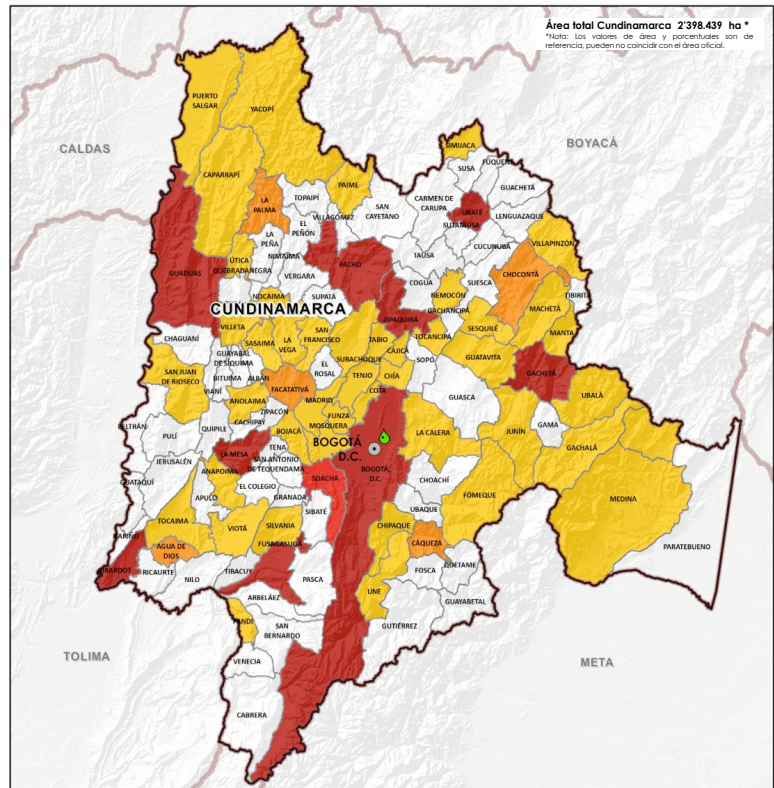 Área total Cundinamarca 2'398.439 ha *
*Nota: Los valores de área y porcentuales son de
referencia, pueden no coincidir con el área oficial.
CALDAS
BOYACÁ
PUERTO
SALGAR
YACOPÍ
CAPARRAPÍ
SIMIJACA
FÚQUENE
SUSA
GUACHETÁ
PAIME
LA
PALMA
TOPAIPÍ
VILLAGÓMEZ
SAN
CAYETANO
CARMEN DE
CARUPA
UBATÉ
LENGUAZAQUE
SUTATAUSA
EL
PEÑÓN
LA
PEÑA
CUCUNUBÁ
VILLAPINZÓN
TAUSA
NIMAIMA
PACHO
ÚTICA
QUEBRADANEGRA
GUADUAS
VERGARA
COGUA
SUESCA
CHOCONTÁ
NEMOCÓN
TIBIRITA
NOCAIMA
SUPATÁ
GACHANCIPÁ
MACHETÁ
CUNDINAMARCA
ZIPAQUIRÁ
VILLETA
SAN
FRANCISCO
TABIO
TOCANCIPÁ
SESQUILÉ
MANTA
CHAGUANÍ
SASAIMA
LA
VEGA
CAJICÁ
SUBACHOQUE
SOPÓ
GUATAVITA
GUAYABAL
DE SÍQUIMA
SAN JUAN
DE RIOSECO
BITUIMA
ALBÁN
EL
ROSAL
TENJO
CHÍA
GACHETÁ
VIANÍ
FACATATIVÁ
MADRID
COTA
GUASCA
UBALÁ
ANOLAIMA
ZIPACÓN
CACHIPAY
FUNZA
MOSQUERA
BELTRÁN
PULÍ
QUIPILE
BOJACÁ
LA CALERA
JUNÍN
GAMA
BOGOTÁ
D.C.
LA MESA
TENA
GACHALÁ
JERUSALÉN
SAN ANTONIO
DE TEQUENDAMA
BOGOTÁ,
D.C.
ANAPOIMA
SOACHA
CHOACHÍ
FÓMEQUE
GUATAQUÍ
APULO
EL COLEGIO
GRANADA
MEDINA
SIBATÉ
UBAQUE
TOCAIMA
VIOTÁ
SILVANIA
CHIPAQUE
NARIÑO
FUSAGASUGÁ
CÁQUEZA
PARATEBUENO
AGUA DE
DIOS
GIRARDOT
RICAURTE
NILO
TIBACUY
PASCA
FOSCA
QUETAME
UNE
ARBELÁEZ
GUAYABETAL
PANDI
SAN
BERNARDO
GUTIÉRREZ
TOLIMA
VENECIA
META
CABRERA